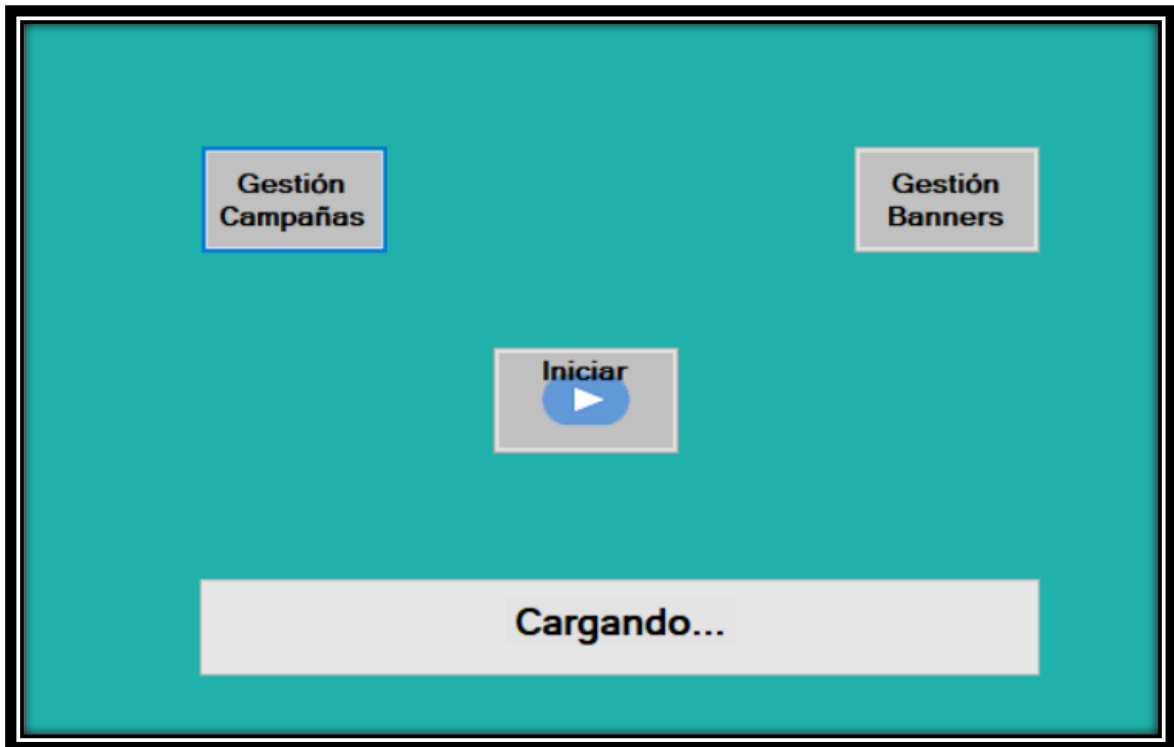 Gestión
Campañas
Gestión
Banners
Iniciar
Cargando...